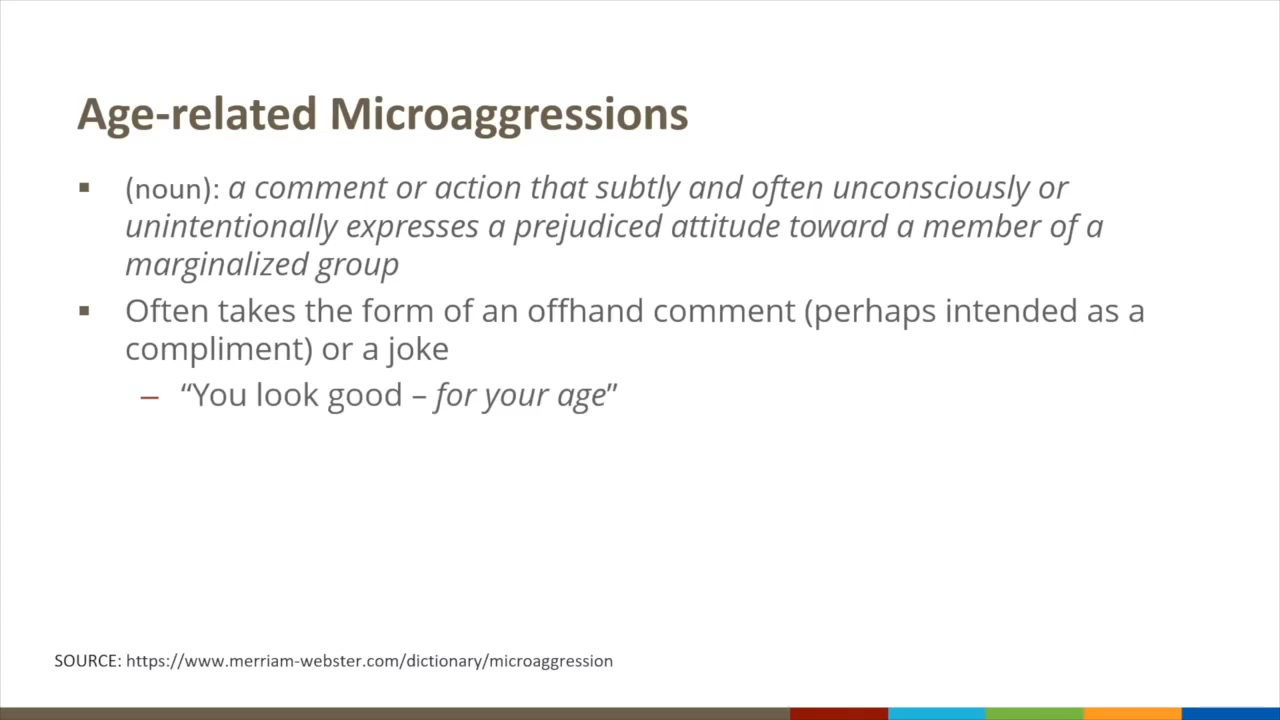 Age-related Microaggressions
▪ (noun): a comment or action that subtly and often unconsciously or
unintentionally expresses a prejudiced attitude toward a member of a
marginalized group
▪ Often takes the form of an offhand comment (perhaps intended as a
compliment) or a joke
– “You look good – for your age”
SOURCE: https://www.merriam-webster.com/dictionary/microaggression